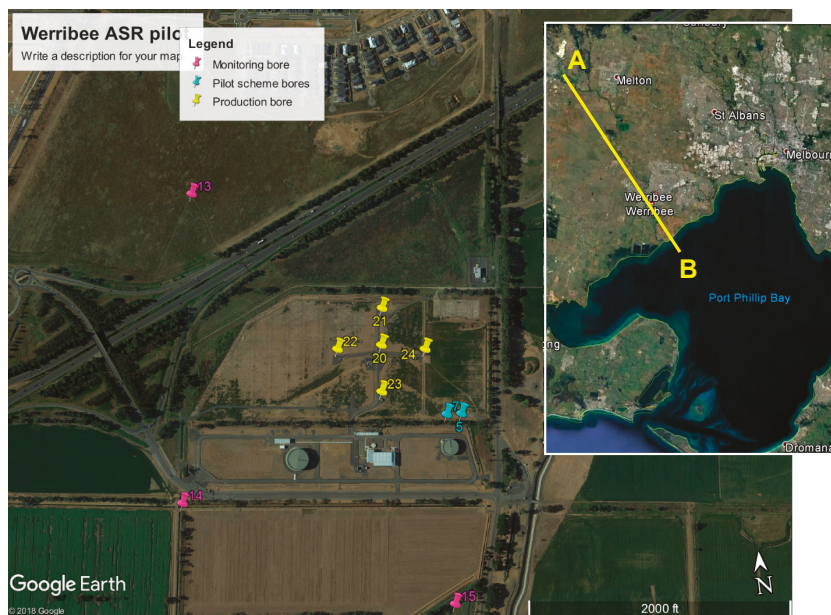 Werribee ASR pilot
Write a description for your map
Legend
Monitoring bore
Pilot scheme bores
Production bore
13
21
22
20
24
23
7
5
14
15
Google Earth
© 2018 Google
2000 ft
N
A
Melton
St Albans
Melbourn
Werribee
Werribee
B
Port Phillip Bay
ng
Dromana